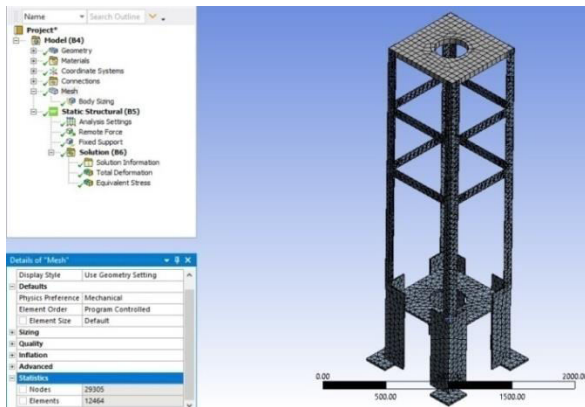 Name
Search Outline
Project*
Model (B4)
Geometry
Materials
Coordinate Systems
Connections
Mesh
Body Sizing
Static Structural (B5)
Analysis Settings
Remote Force
Fixed Support
Solution (B6)
Solution Information
Total Deformation
Equivalent Stress
Details of "Mesh"
Display Style Use Geometry Setting
Defaults
Physics Preference Mechanical
Element Order Program Controlled
Element Size Default
Sizing
Quality
Inflation
Advanced
Statistics
Nodes 29305
Elements 12464
0.00 2000.00
500.00 1500.00